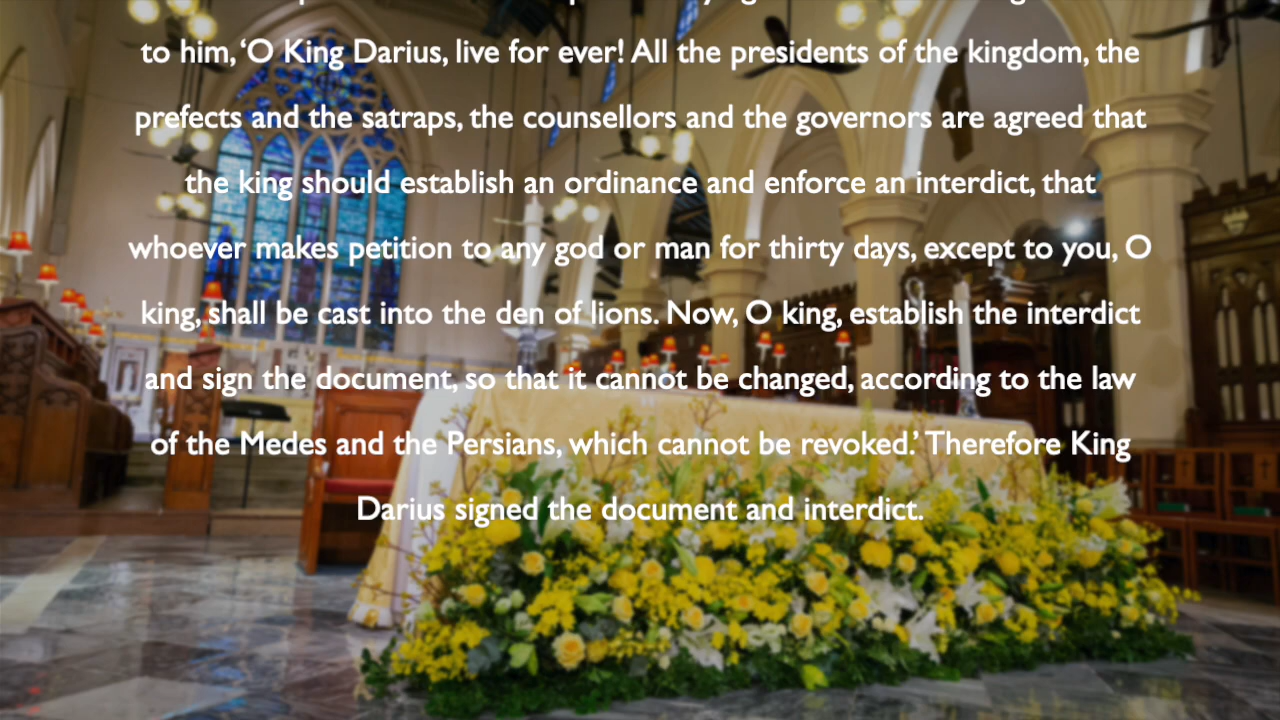 to him, ‘O King Darius, live for ever! All the presidents of the kingdom, the
prefects and the satraps, the counsellors and the governors are agreed that
the king should establish an ordinance and enforce an interdict, that
whoever makes petition to any god or man for thirty days, except to you, O
king, shall be cast into the den of lions. Now, O king, establish the interdict
and sign the document, so that it cannot be changed, according to the law
of the Medes and the Persians, which cannot be revoked.’ Therefore King
Darius signed the document and interdict.